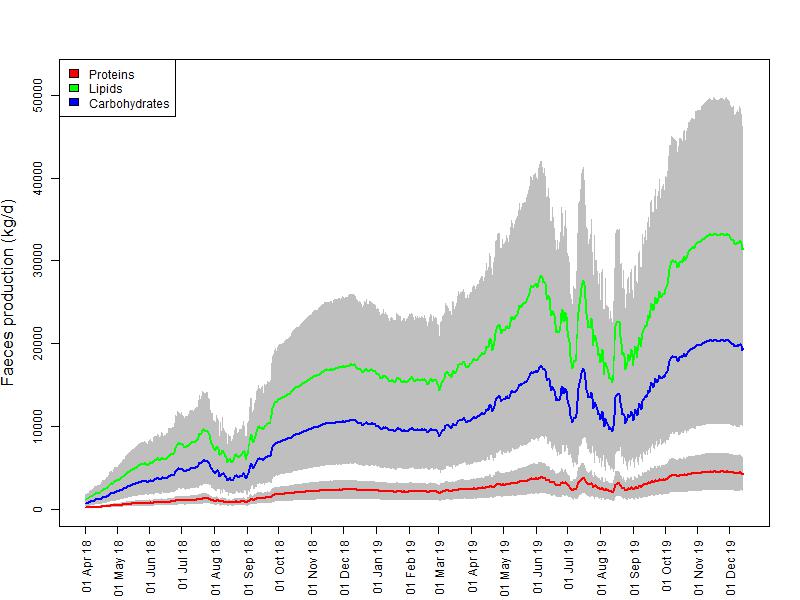 Proteins
Lipids
Carbohydrates
Faeces production (kg/d)
50000
40000
30000
20000
10000
0
01 Apr 18
01 May 18
01 Jun 18
01 Jul 18
01 Aug 18
01 Sep 18
01 Oct 18
01 Nov 18
01 Dec 18
01 Jan 19
01 Feb 19
01 Mar 19
01 Apr 19
01 May 19
01 Jun 19
01 Jul 19
01 Aug 19
01 Sep 19
01 Oct 19
01 Nov 19
01 Dec 19